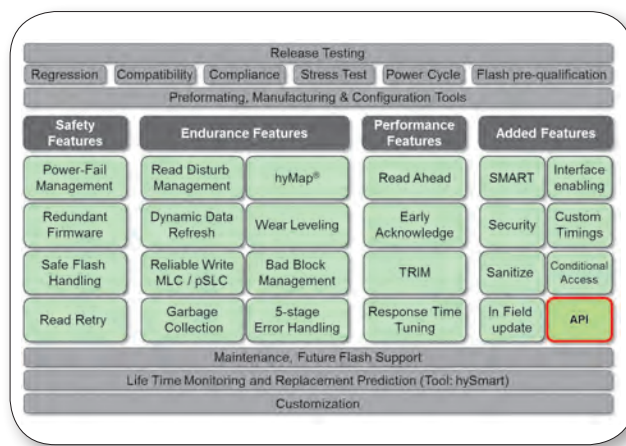 Release Testing
Regression Compatibility Compliance Stress Test Power Cycle Flash pre-qualification
Preformating, Manufacturing & Configuration Tools
Safety
Features
Endurance Features
Performance
Features
Added Features
Power-Fail
Management
Read Disturb
Management
hyMap®
Read Ahead
SMART
Interface
enabling
Redundant
Firmware
Dynamic Data
Refresh
Wear Leveling
Early
Acknowledge
Security
Custom
Timings
Safe Flash
Handling
Reliable Write
MLC / pSLC
Bad Block
Management
TRIM
Sanitize
Conditional
Access
Read Retry
Garbage
Collection
5-stage
Error Handling
Response Time
Tuning
In Field
update
API
Maintenance, Future Flash Support
Life Time Monitoring and Replacement Prediction (Tool: hySmart)
Customization